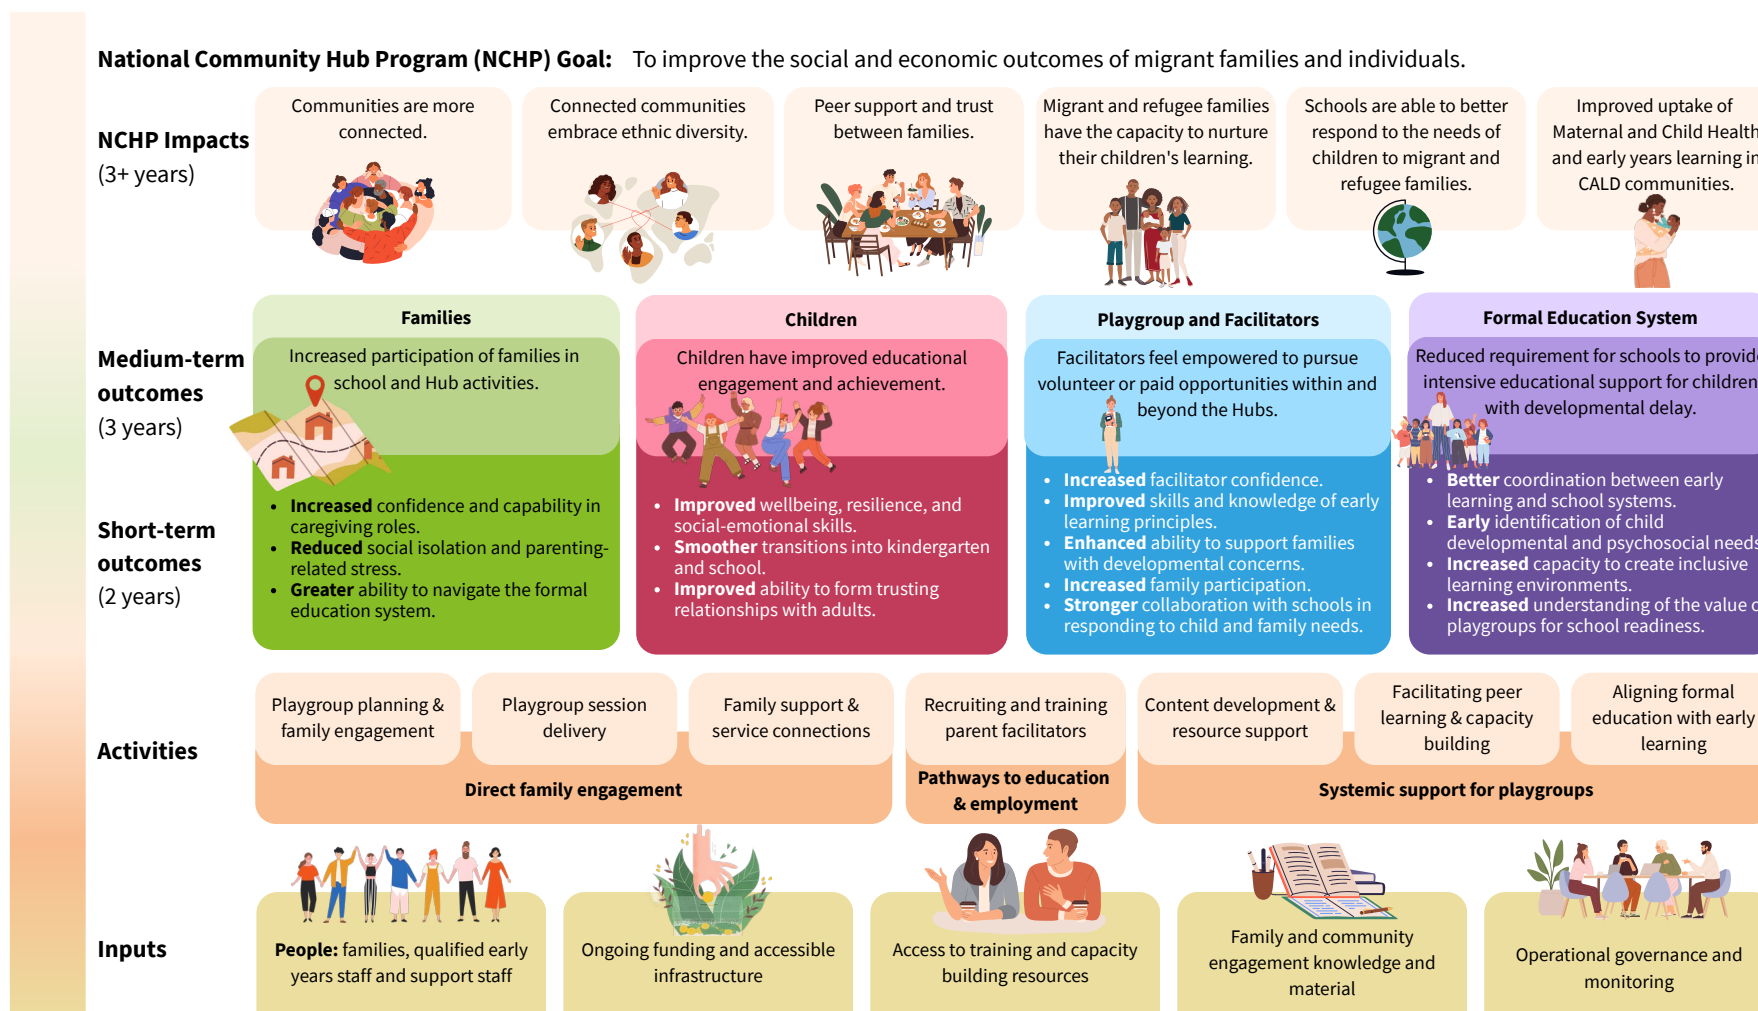 National Community Hub Program (NCHP) Goal: To improve the social and economic outcomes of migrant families and individuals.
NCHP Impacts
(3+ years)
Communities are more
connected.
Connected communities
embrace ethnic diversity.
Peer support and trust
between families.
Migrant and refugee families
have the capacity to nurture
their children's learning.
Schools are able to better
respond to the needs of
children to migrant and
refugee families.
Improved uptake of
Maternal and Child Health
and early years learning in
CALD communities.
Medium-term
outcomes
(3 years)
Families
Increased participation of families in
school and Hub activities.
Children
Children have improved educational
engagement and achievement.
Playgroup and Facilitators
Facilitators feel empowered to pursue
volunteer or paid opportunities within and
beyond the Hubs.
Formal Education System
Reduced requirement for schools to provide
intensive educational support for children
with developmental delay.
Short-term
outcomes
(2 years)
• Increased confidence and capability in
caregiving roles.
• Reduced social isolation and parenting-
related stress.
• Greater ability to navigate the formal
education system.
• Improved wellbeing, resilience, and
social-emotional skills.
• Smoother transitions into kindergarten
and school.
• Improved ability to form trusting
relationships with adults.
• Increased facilitator confidence.
• Improved skills and knowledge of early
learning principles.
• Enhanced ability to support families
with developmental concerns.
• Increased family participation.
• Stronger collaboration with schools in
responding to child and family needs.
• Better coordination between early
learning and school systems.
• Early identification of child
developmental and psychosocial needs
• Increased capacity to create inclusive
learning environments.
• Increased understanding of the value
playgroups for school readiness.
Activities
Playgroup planning &
family engagement
Playgroup session
delivery
Family support &
service connections
Direct family engagement
Recruiting and training
parent facilitators
Pathways to education
& employment
Content development &
resource support
Facilitating peer
learning & capacity
building
Aligning formal
education with early
learning
Systemic support for playgroups
Inputs
People: families, qualified early
years staff and support staff
Ongoing funding and accessible
infrastructure
Access to training and capacity
building resources
Family and community
engagement knowledge and
material
Operational governance and
monitoring